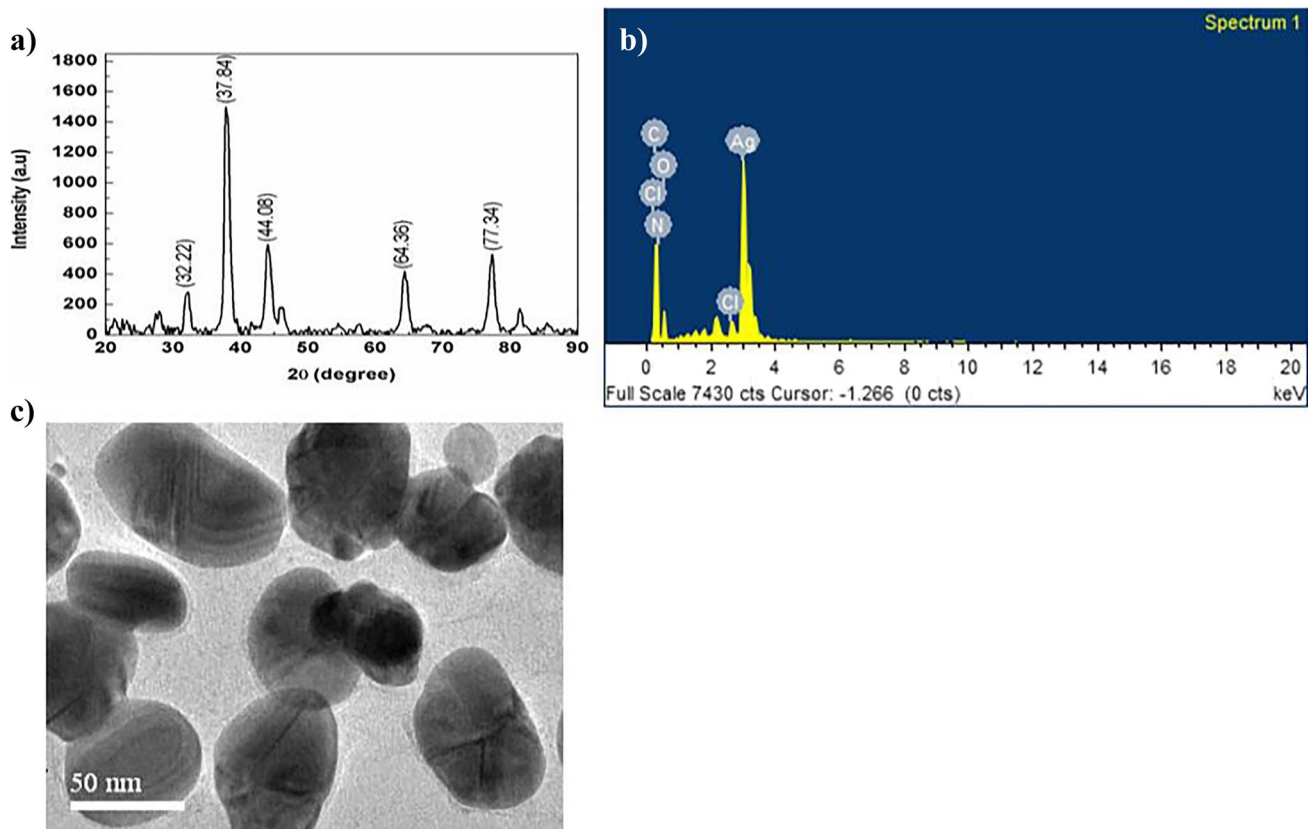 a)
1800
1600
1400
1200
1000
800
600
400
200
0
Intensity (a.u)
(32.22)
(37.84)
(44.08)
(64.36)
(77.34)
20 30 40 50 60 70 80 90
2θ (degree)
b)
Spectrum 1
C
O
Cl
N
Ag
Cl
0 2 4 6 8 10 12 14 16 18 20
Full Scale 7430 cts Cursor: -1.266 (0 cts) keV
c)
50 nm